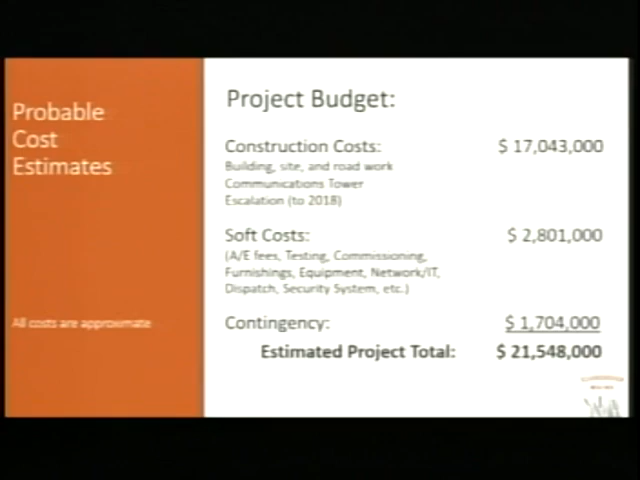 Probable
Cost
Estimates
All costs are approximate
Project Budget:
Construction Costs: $ 17,043,000
Building, site, and road work
Communications Tower
Escalation (to 2018)
Soft Costs: $ 2,801,000
(A/E fees, Testing, Commissioning,
Furnishings, Equipment, Network/IT,
Dispatch, Security System, etc.)
Contingency: $ 1,704,000
Estimated Project Total: $ 21,548,000